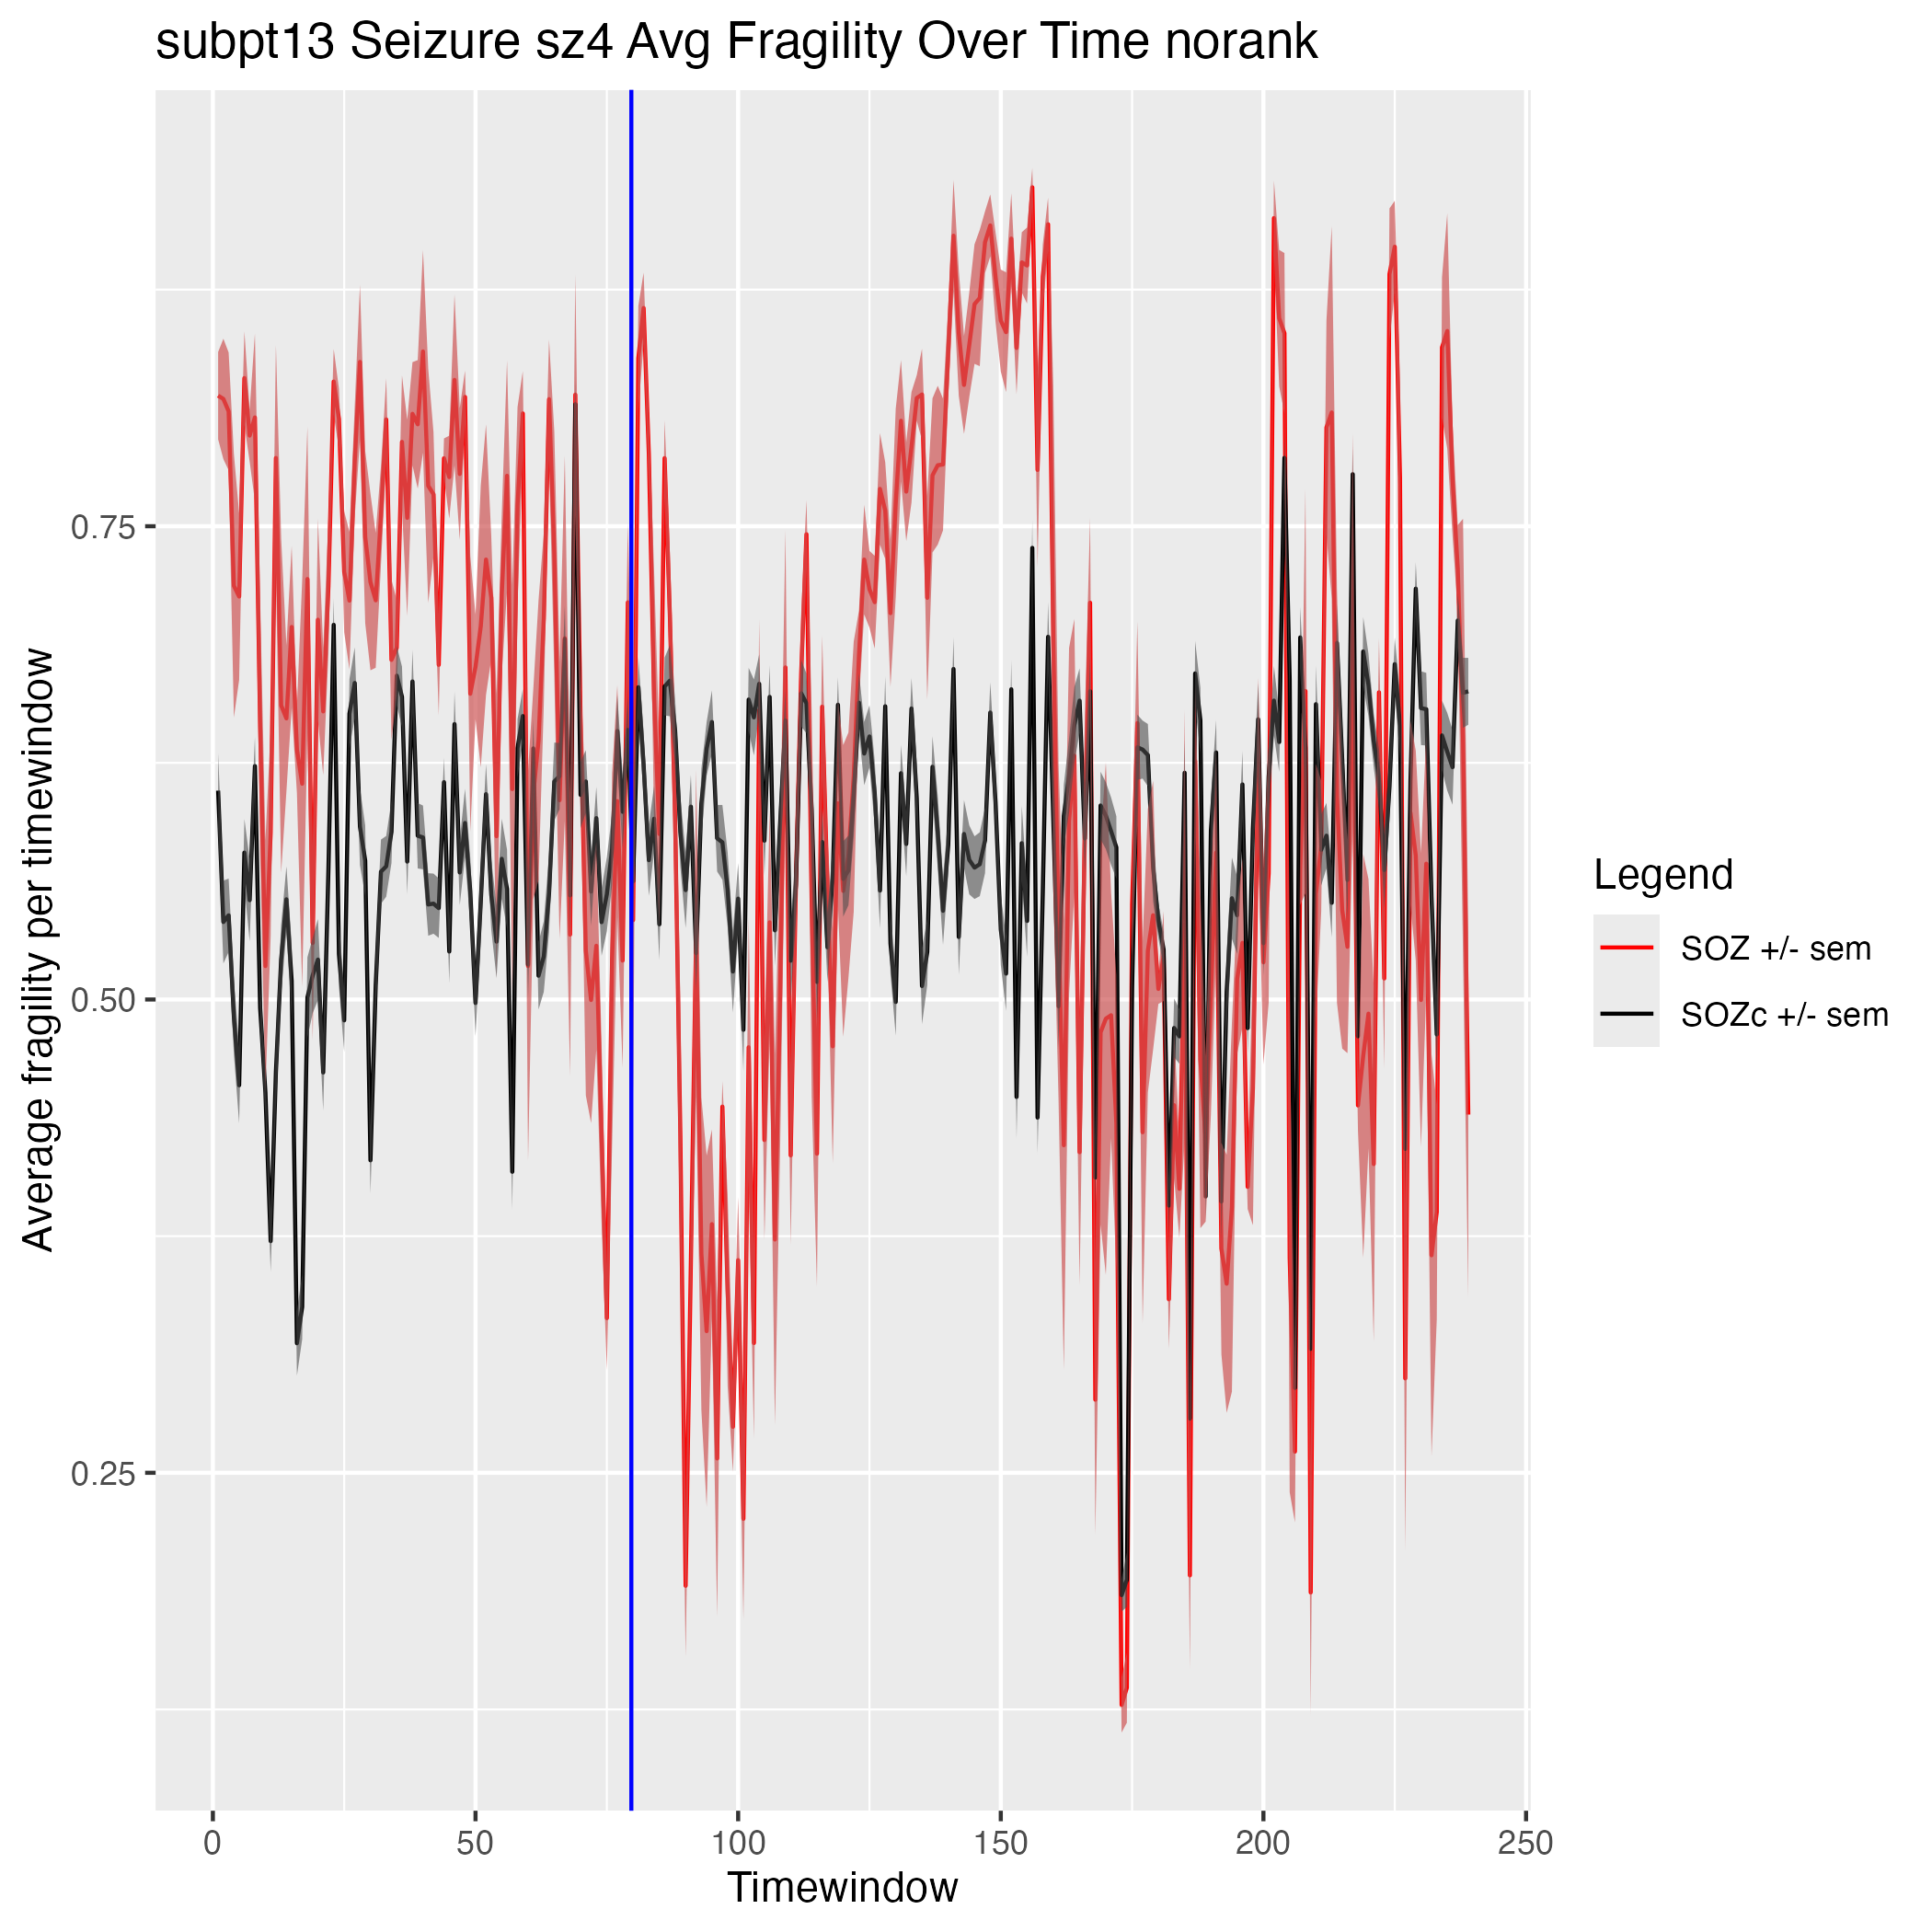 subpt13 Seizure sz4 Avg Fragility Over Time norank
Average fragility per timewindow
0.75
0.50
0.25
0
50
100
150
200
250
Timewindow
Legend
SOZ +/- sem
SOZc +/- sem